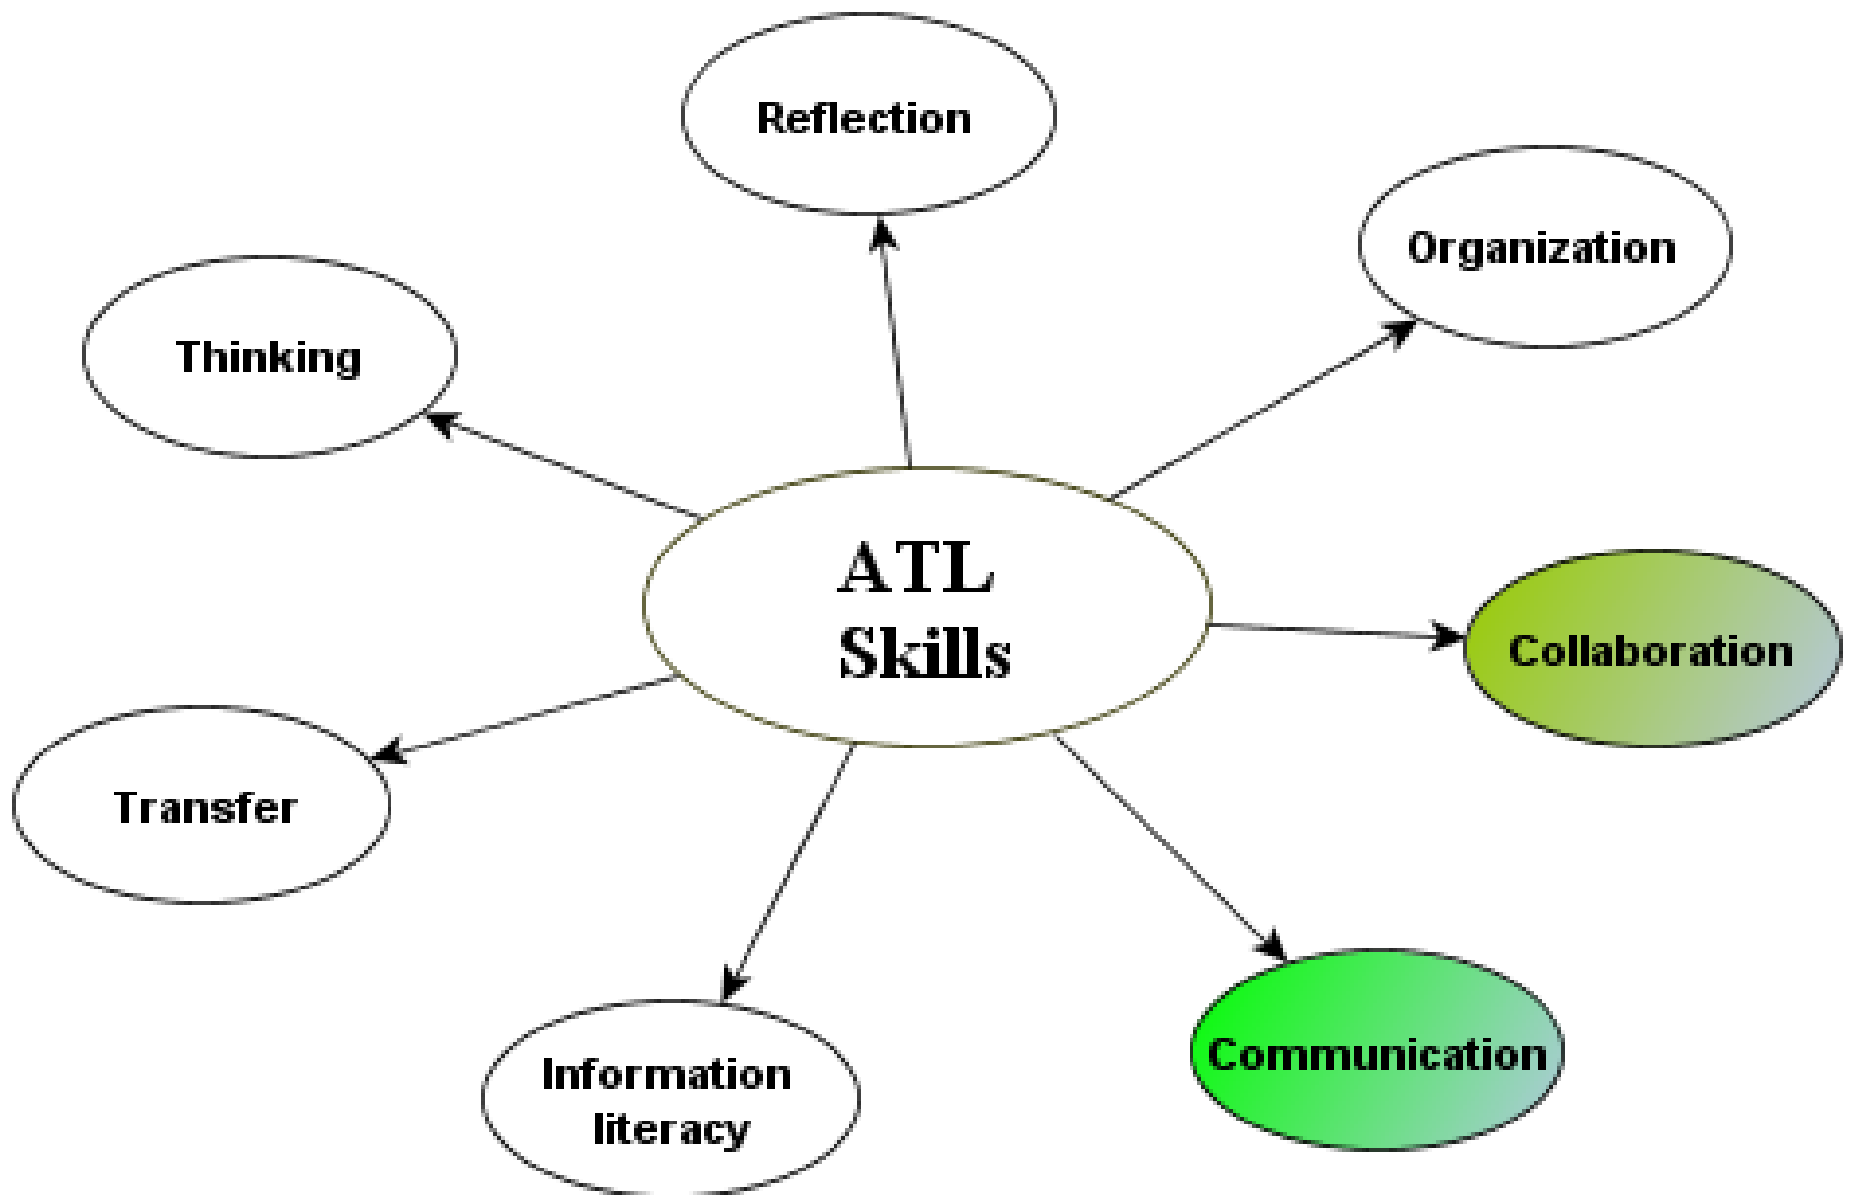 Reflection
Organization
Thinking
ATL
Skills
Collaboration
Transfer
Communication
Information
literacy